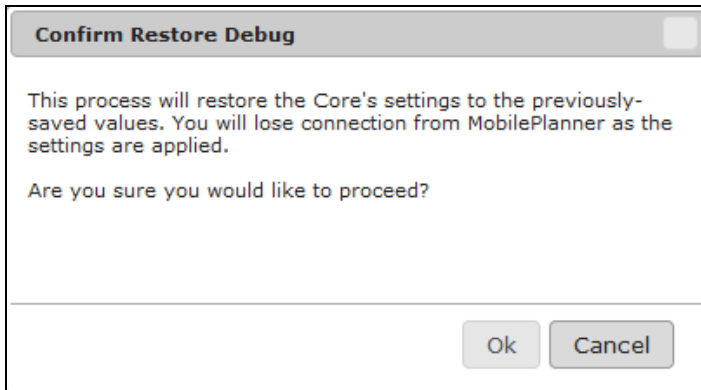 Confirm Restore Debug
This process will restore the Core's settings to the previously-
saved values. You will lose connection from MobilePlanner as the
settings are applied.
Are you sure you would like to proceed?
Ok Cancel